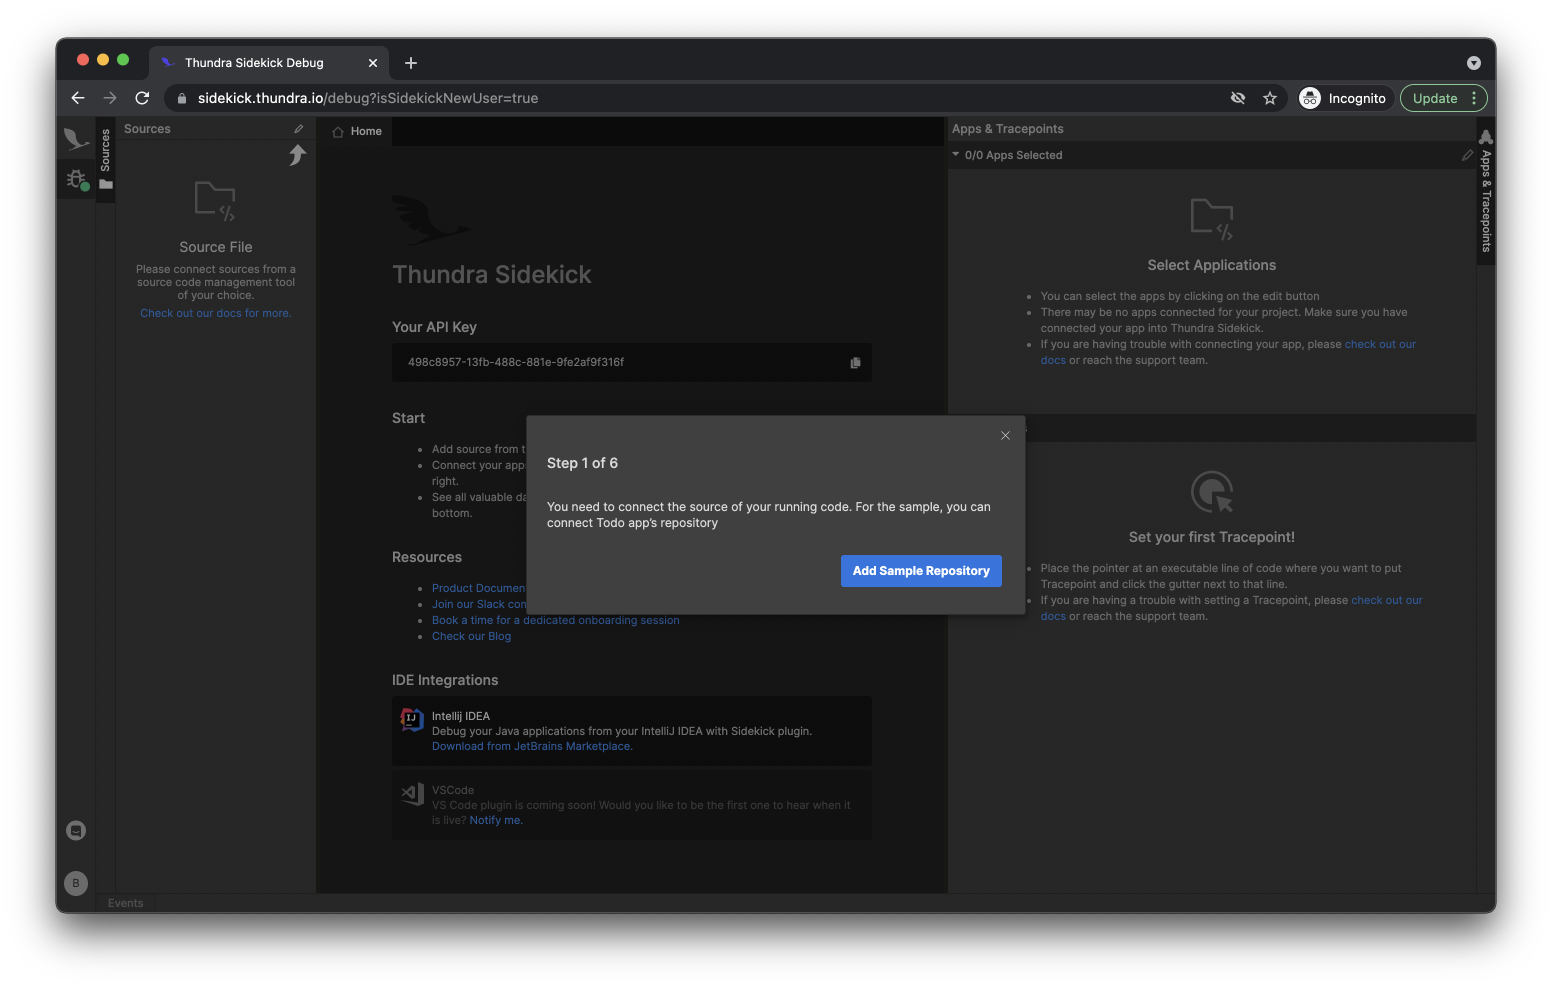 Thundra Sidekick Debug
sidekick.thundra.io/debug?isSidekickNewUser=true
Incognito
Update
Sources
Sources
Source File
Please connect sources from a
source code management tool
of your choice.
Check out our docs for more.
Home
Thundra Sidekick
Your API Key
498c8957-13fb-488c-881e-9fe2af9f316f
Start
Add source from t
Connect your app
right.
See all valuable da
bottom.
Resources
Product Documen
Join our Slack con
Book a time for a dedicated onboarding session
Check our Blog
IDE Integrations
IJ
Intellij IDEA
Debug your Java applications from your IntelliJ IDEA with Sidekick plugin.
Download from JetBrains Marketplace.
VSCode
VS Code plugin is coming soon! Would you like to be the first one to hear when it
is live? Notify me.
Step 1 of 6
You need to connect the source of your running code. For the sample, you can
connect Todo app's repository
Add Sample Repository
Apps & Tracepoints
0/0 Apps Selected
Select Applications
You can select the apps by clicking on the edit button
There may be no apps connected for your project. Make sure you have
connected your app into Thundra Sidekick.
If you are having trouble with connecting your app, please check out our
docs or reach the support team.
Set your first Tracepoint!
Place the pointer at an executable line of code where you want to put
Tracepoint and click the gutter next to that line.
If you are having a trouble with setting a Tracepoint, please check out our
docs or reach the support team.
Apps & Tracepoints
B
Events